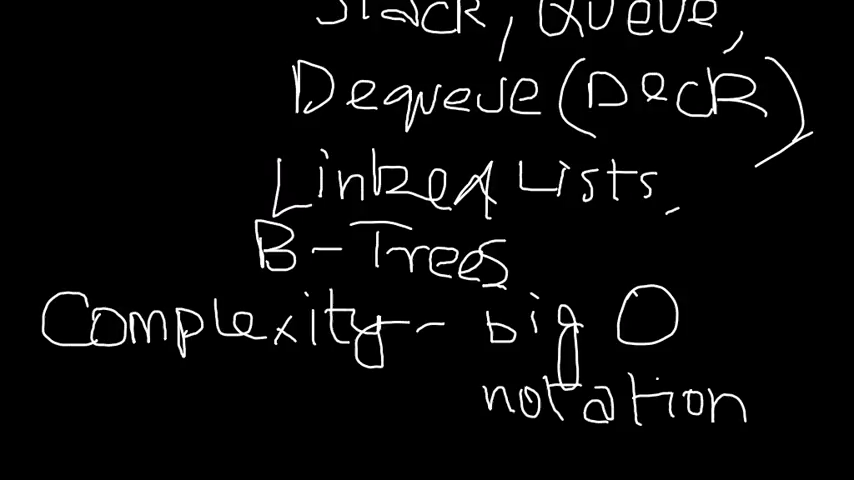 Stack, Queue,
Dequeue (Deck)
Linked Lists,
B-Trees
Complexity - big O
notation